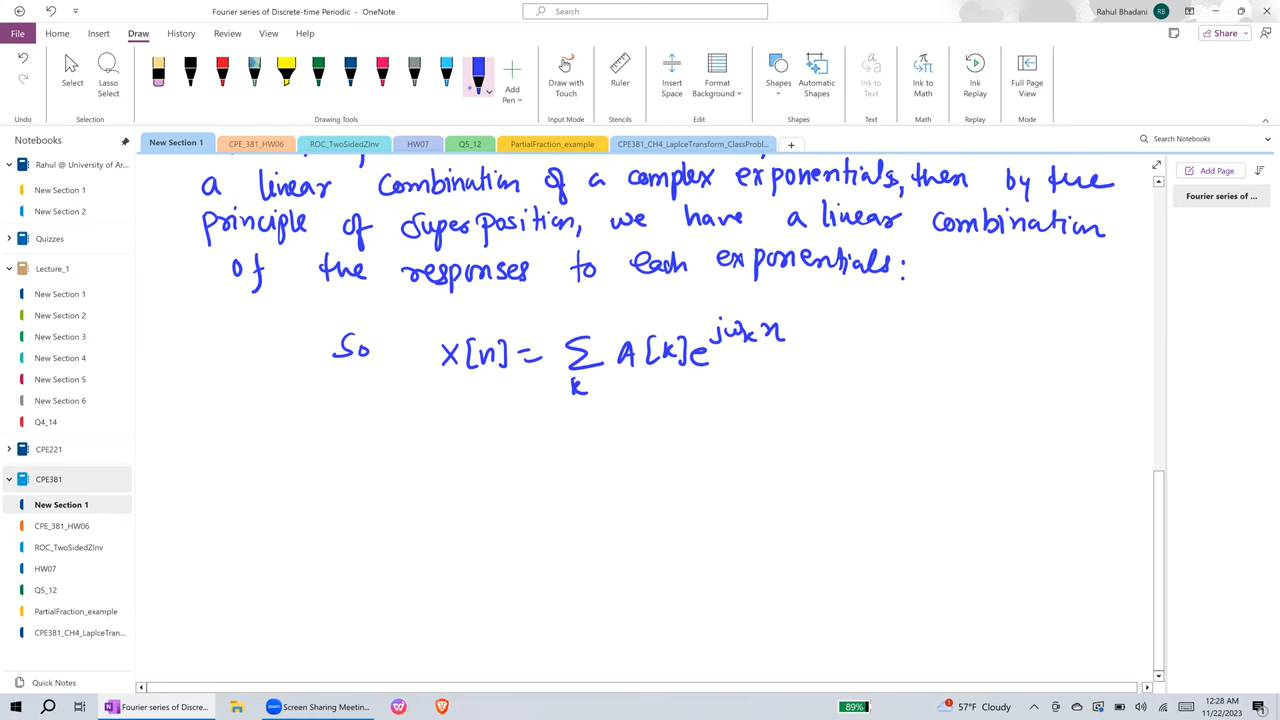 Fourier series of Discrete-time Periodic - OneNote
Search
Rahul Bhadani
RB
File
Home
Insert
Draw
History
Review
View
Help
Share
Select
Lasso Select
Add Pen
Draw with Touch
Ruler
Insert Space
Format Background
Shapes
Automatic Shapes
Ink to Text
Ink to Math
Ink Replay
Full Page View
Undo
Selection
Drawing Tools
Input Mode
Stencils
Edit
Shapes
Text
Math
Replay
Mode
Notebooks
New Section 1
CPE_381_HW06
ROC_TwoSidedZInv
HW07
Q5_12
PartialFraction_example
CPE381_CH4_LaplceTransform_ClassProbl...
Search Notebooks
Rahul @ University of Ar...
New Section 1
New Section 2
Quizzes
Lecture_1
New Section 1
New Section 2
New Section 3
New Section 4
New Section 5
New Section 6
Q4_14
CPE221
CPE381
New Section 1
CPE_381_HW06
ROC_TwoSidedZInv
HW07
Q5_12
PartialFraction_example
CPE381_CH4_LaplceTran...
Quick Notes
a linear combination of a complex exponentials, then by the
principle of superposition, we have a linear combination
of the responses to each exponentials:
So x[n] = Σ_k A[k] e^{jω_k n}
Add Page
Fourier series of ...
Fourier series of Discre...
Screen Sharing Meetin...
89%
57°F Cloudy
12:28 AM
11/22/2023